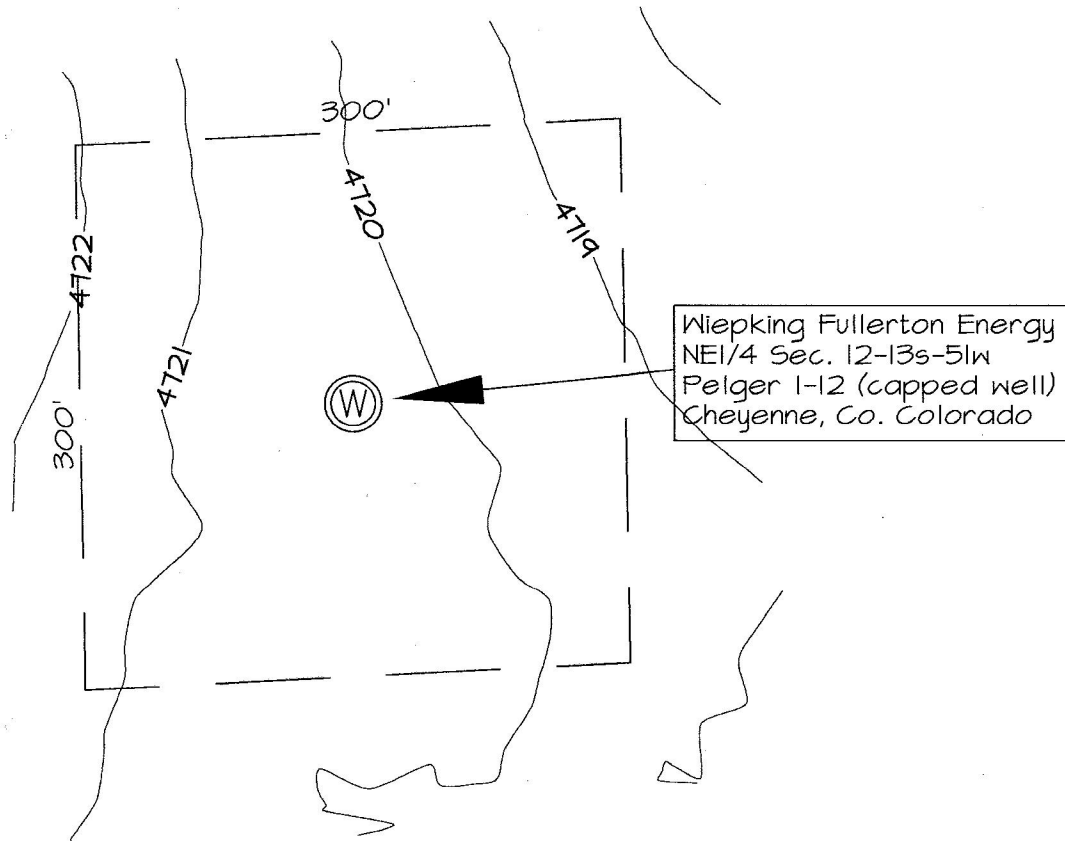 300'
4720
4719
4722
4721
300'
W
Wiepking Fullerton Energy
NE1/4 Sec. 12-13s-51w
Pelger 1-12 (capped well)
Cheyenne, Co. Colorado